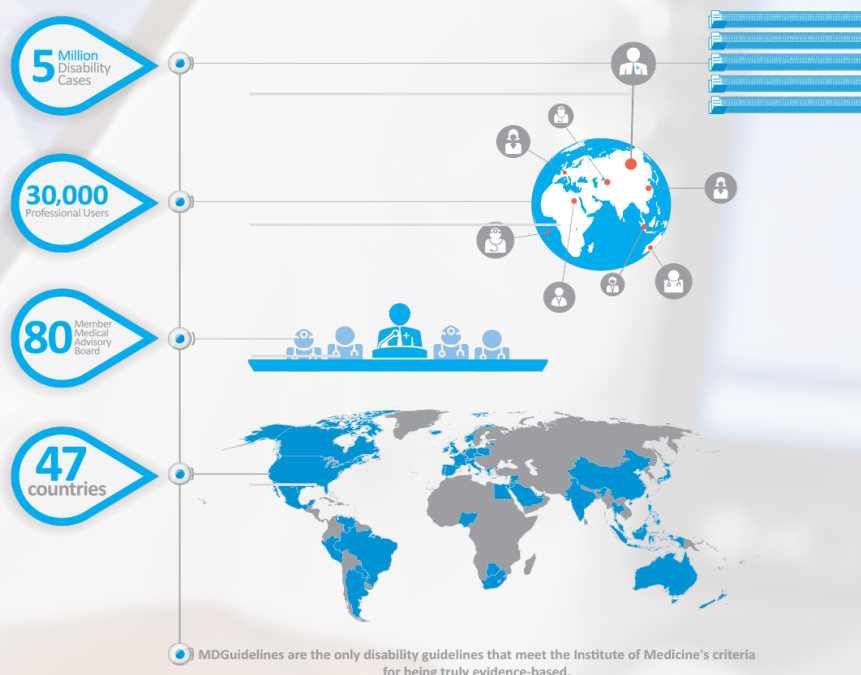 5 Million
Disability
Cases
30,000
Professional Users
80 Member
Medical
Advisory
Board
47
countries
MDGuidelines are the only disability guidelines that meet the Institute of Medicine's criteria
for being truly evidence-based.